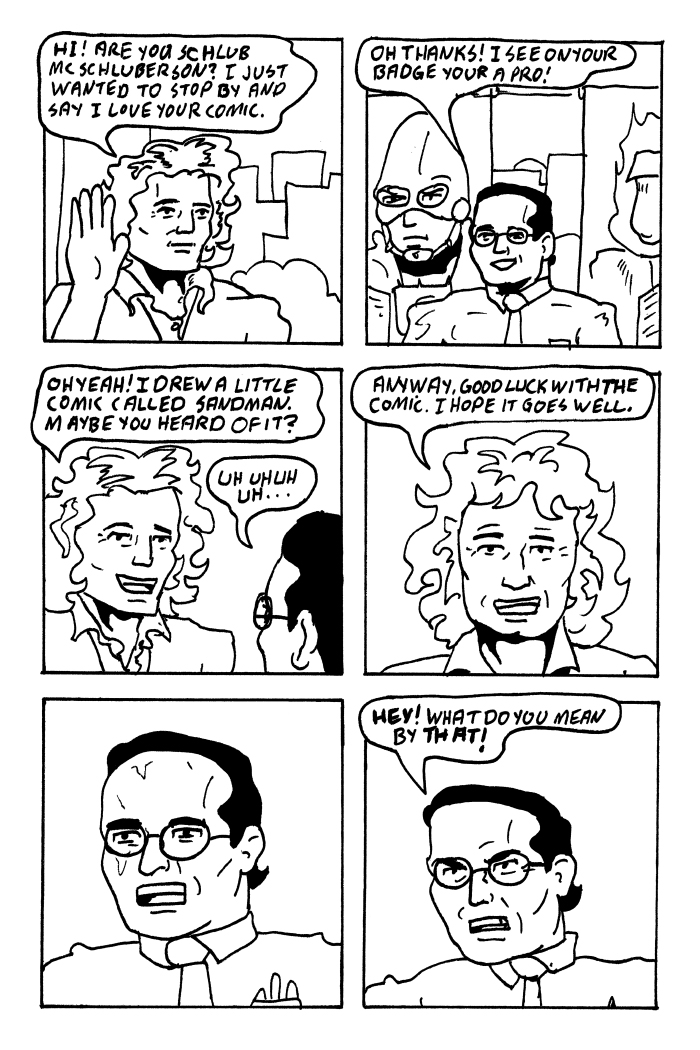 HI! ARE YOU SCHLUB
MC SCHLUBERSON? I JUST
WANTED TO STOP BY AND
SAY I LOVE YOUR COMIC.
OH THANKS! I SEE ON YOUR
BADGE YOUR A PRO!
OH YEAH! I DREW A LITTLE
COMIC CALLED SANDMAN.
MAYBE YOU HEARD OF IT?
UH UHUH
UH...
ANYWAY, GOOD LUCK WITH THE
COMIC. I HOPE IT GOES WELL.
HEY! WHAT DO YOU MEAN
BY THAT!